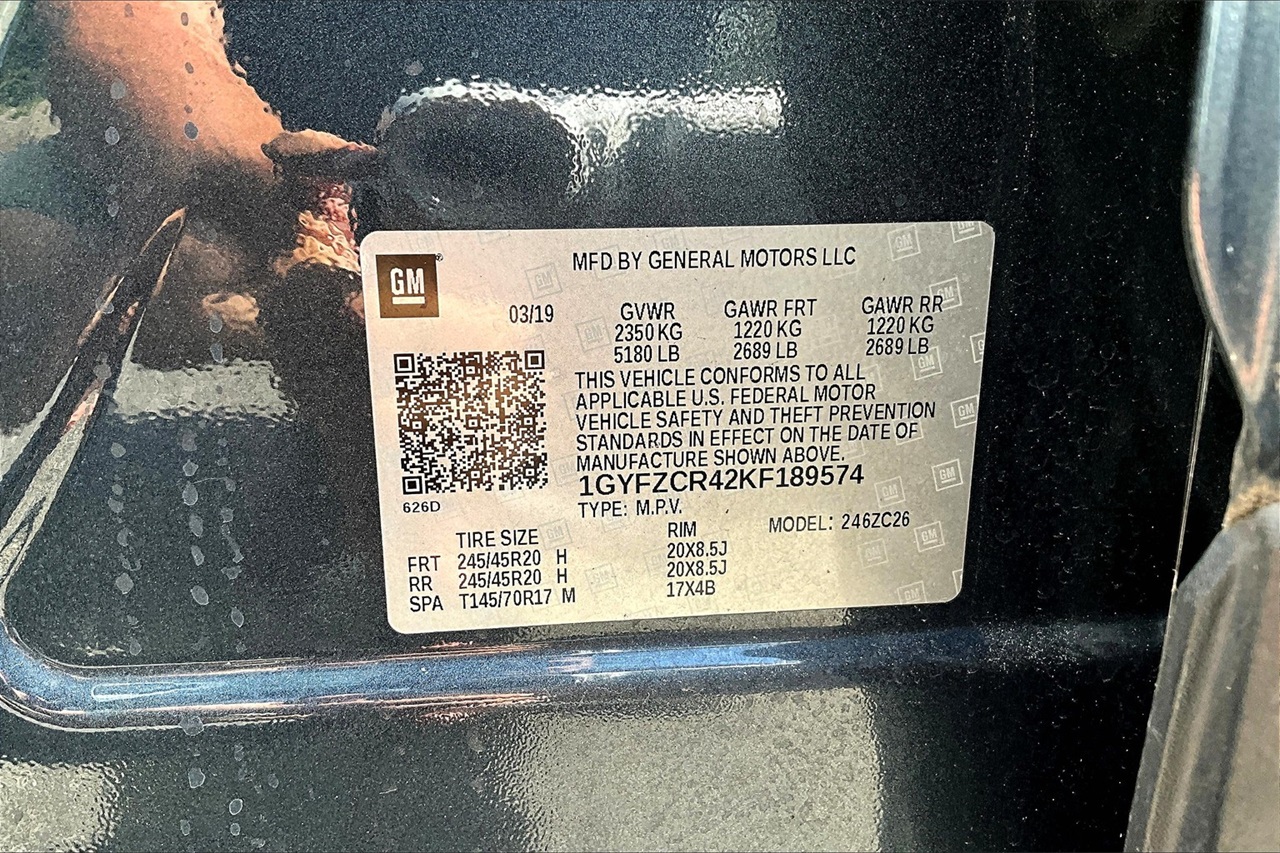 GM
MFD BY GENERAL MOTORS LLC
03/19 GVWR GAWR FRT GAWR RR
2350 KG 1220 KG 1220 KG
5180 LB 2689 LB 2689 LB
THIS VEHICLE CONFORMS TO ALL
APPLICABLE U.S. FEDERAL MOTOR
VEHICLE SAFETY AND THEFT PREVENTION
STANDARDS IN EFFECT ON THE DATE OF
MANUFACTURE SHOWN ABOVE.
1GYFZCR42KF189574
626D
TYPE: M.P.V.
MODEL: 246ZC26
TIRE SIZE RIM
FRT 245/45R20 H 20X8.5J
RR 245/45R20 H 20X8.5J
SPA T145/70R17 M 17X4B